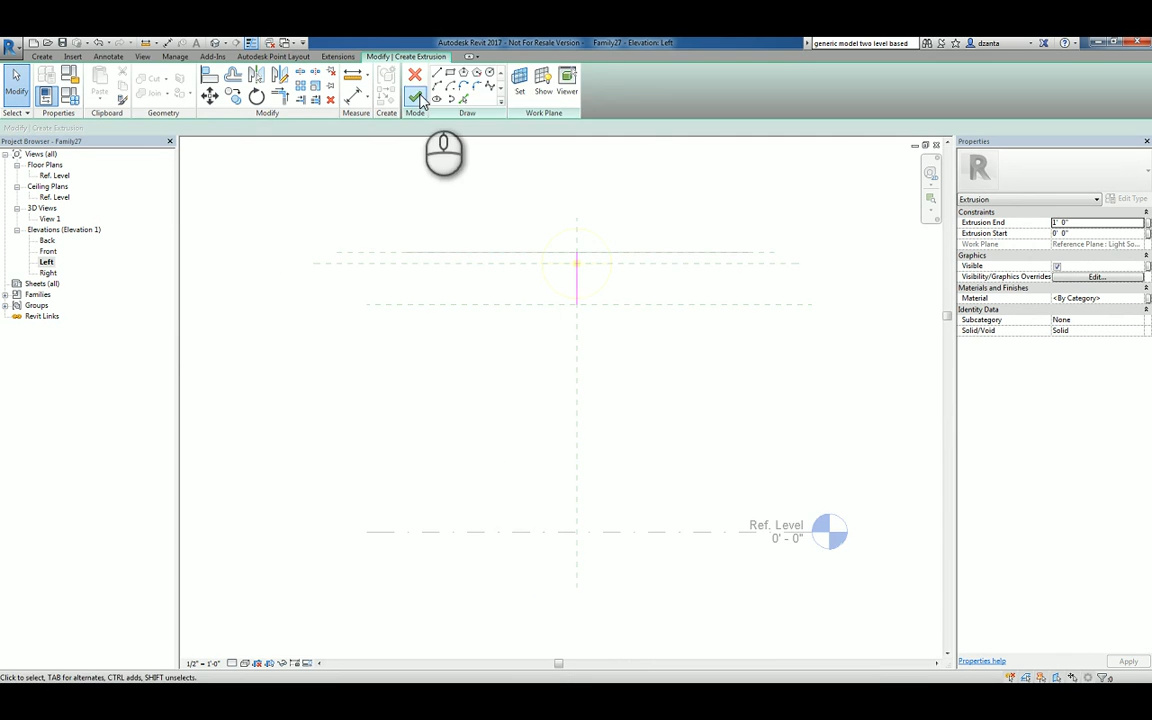 Autodesk Revit 2017 - Not For Resale Version - Family27 - Elevation: Left
generic model two level based
dzanta
Create Insert Annotate View Manage Add-Ins Autodesk Point Layout Extensions Modify | Create Extrusion
Modify Paste Cut Join Set Show Viewer
Select Properties Clipboard Geometry Modify Measure Create Mode Draw Work Plane
Modify | Create Extrusion
Project Browser - Family27
Views (all)
Floor Plans
Ref. Level
Ceiling Plans
Ref. Level
3D Views
View 1
Elevations (Elevation 1)
Back
Front
Left
Right
Sheets (all)
Families
Groups
Revit Links
Ref. Level
0' - 0"
Properties
R
Extrusion
Edit Type
Constraints
Extrusion End 1' 0"
Extrusion Start 0' 0"
Work Plane Reference Plane : Light So...
Graphics
Visible
Visibility/Graphics Overrides Edit...
Materials and Finishes
Material <By Category>
Identity Data
Subcategory None
Solid/Void Solid
Properties help
Apply
1/2" = 1'-0"
Click to select, TAB for alternates, CTRL adds, SHIFT unselects.
:0